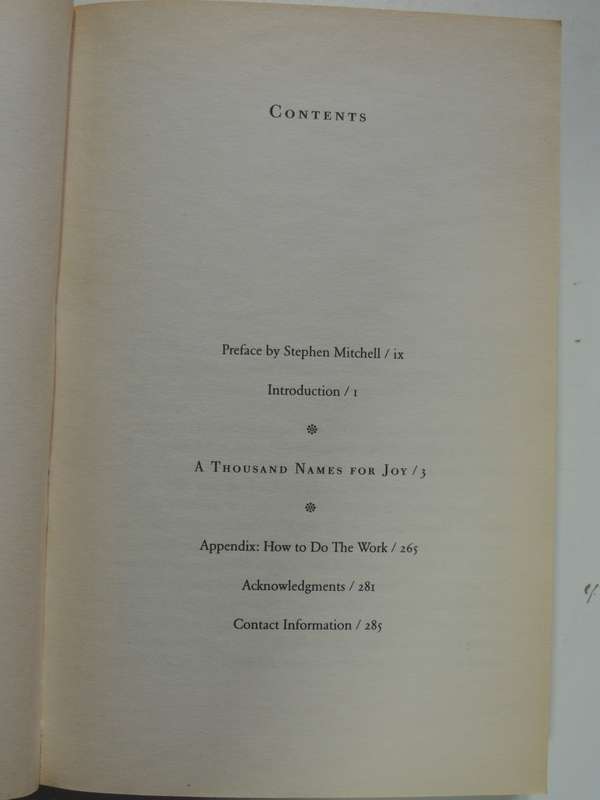 CONTENTS
Preface by Stephen Mitchell / ix
Introduction / 1
A THOUSAND NAMES FOR JOY / 3
Appendix: How to Do The Work / 265
Acknowledgments / 281
Contact Information / 285